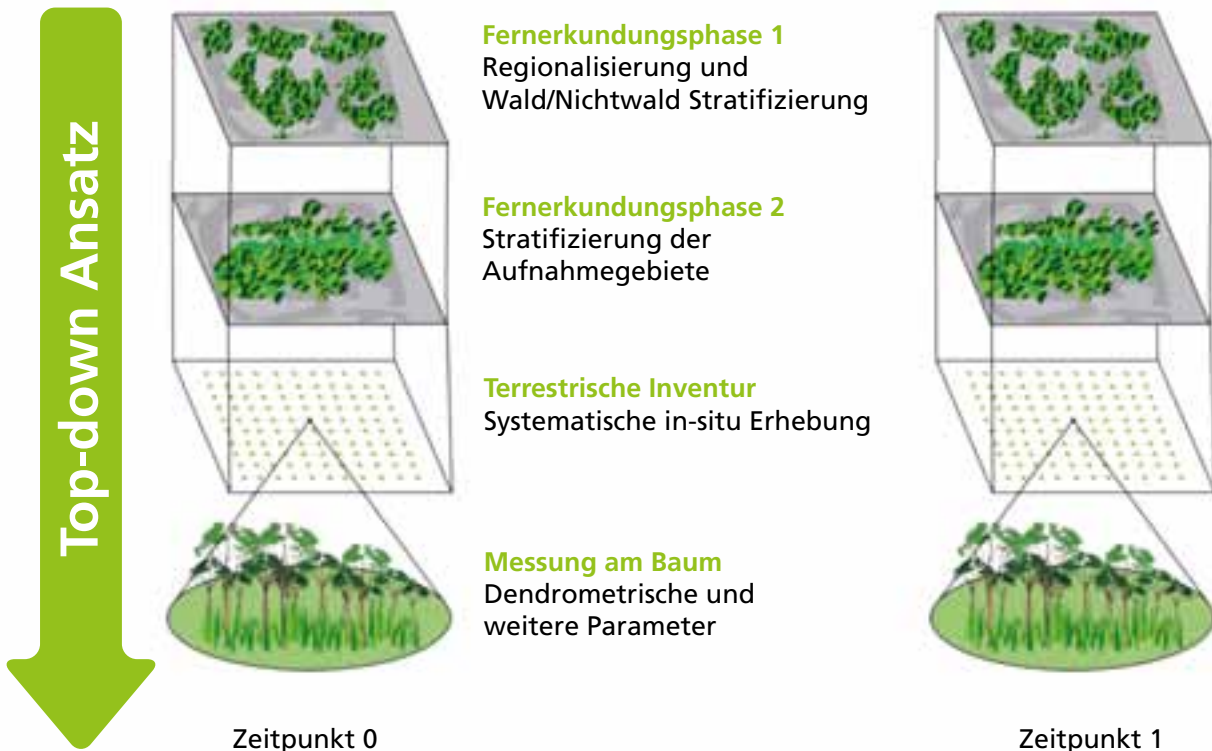 Top-down Ansatz
Fernerkundungsphase 1
Regionalisierung und
Wald/Nichtwald Stratifizierung
Fernerkundungsphase 2
Stratifizierung der
Aufnahmegebiete
Terrestrische Inventur
Systematische in-situ Erhebung
Messung am Baum
Dendrometrische und
weitere Parameter
Zeitpunkt 0
Zeitpunkt 1